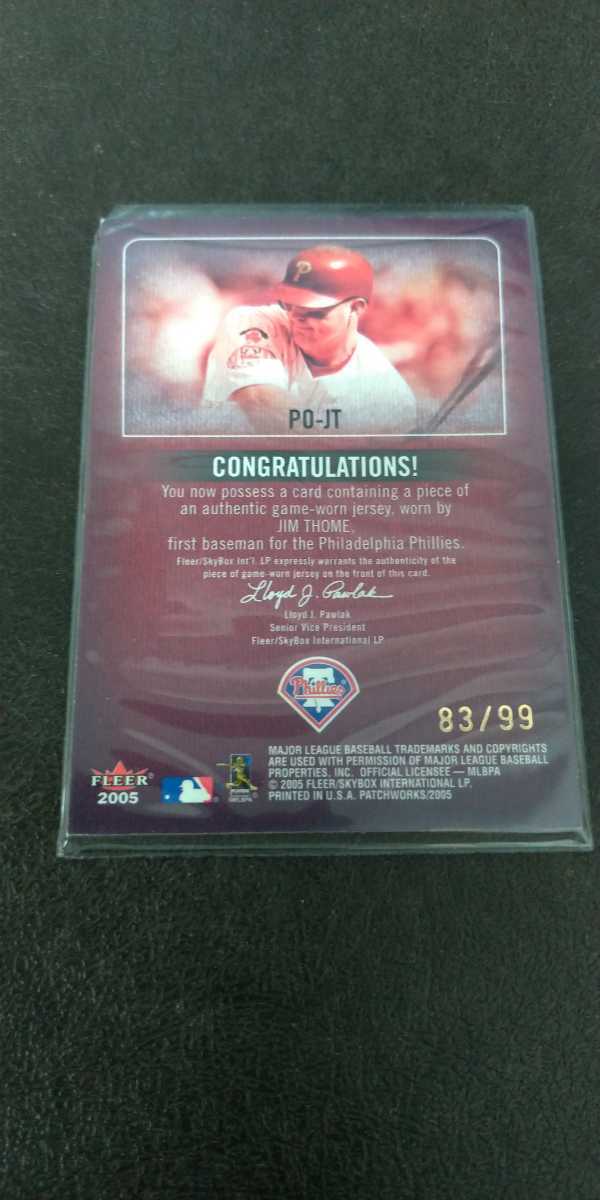 P
PO-JT
CONGRATULATIONS!
You now possess a card containing a piece of
an authentic game-worn jersey, worn by
JIM THOME,
first baseman for the Philadelphia Phillies.
Fleer/SkyBox Int'l. LP expressly warrants the authenticity of the
piece of game-worn jersey on the front of this card.
Lloyd J. Pawlak
Lloyd J. Pawlak
Senior Vice President
Fleer/SkyBox International LP
Phillies
83/99
FLEER
2005
MAJOR LEAGUE BASEBALL TRADEMARKS AND COPYRIGHTS
ARE USED WITH PERMISSION OF MAJOR LEAGUE BASEBALL
PROPERTIES, INC. OFFICIAL LICENSEE — MLBPA
© 2005 FLEER/SKYBOX INTERNATIONAL LP.
PRINTED IN U.S.A. PATCHWORKS/2005